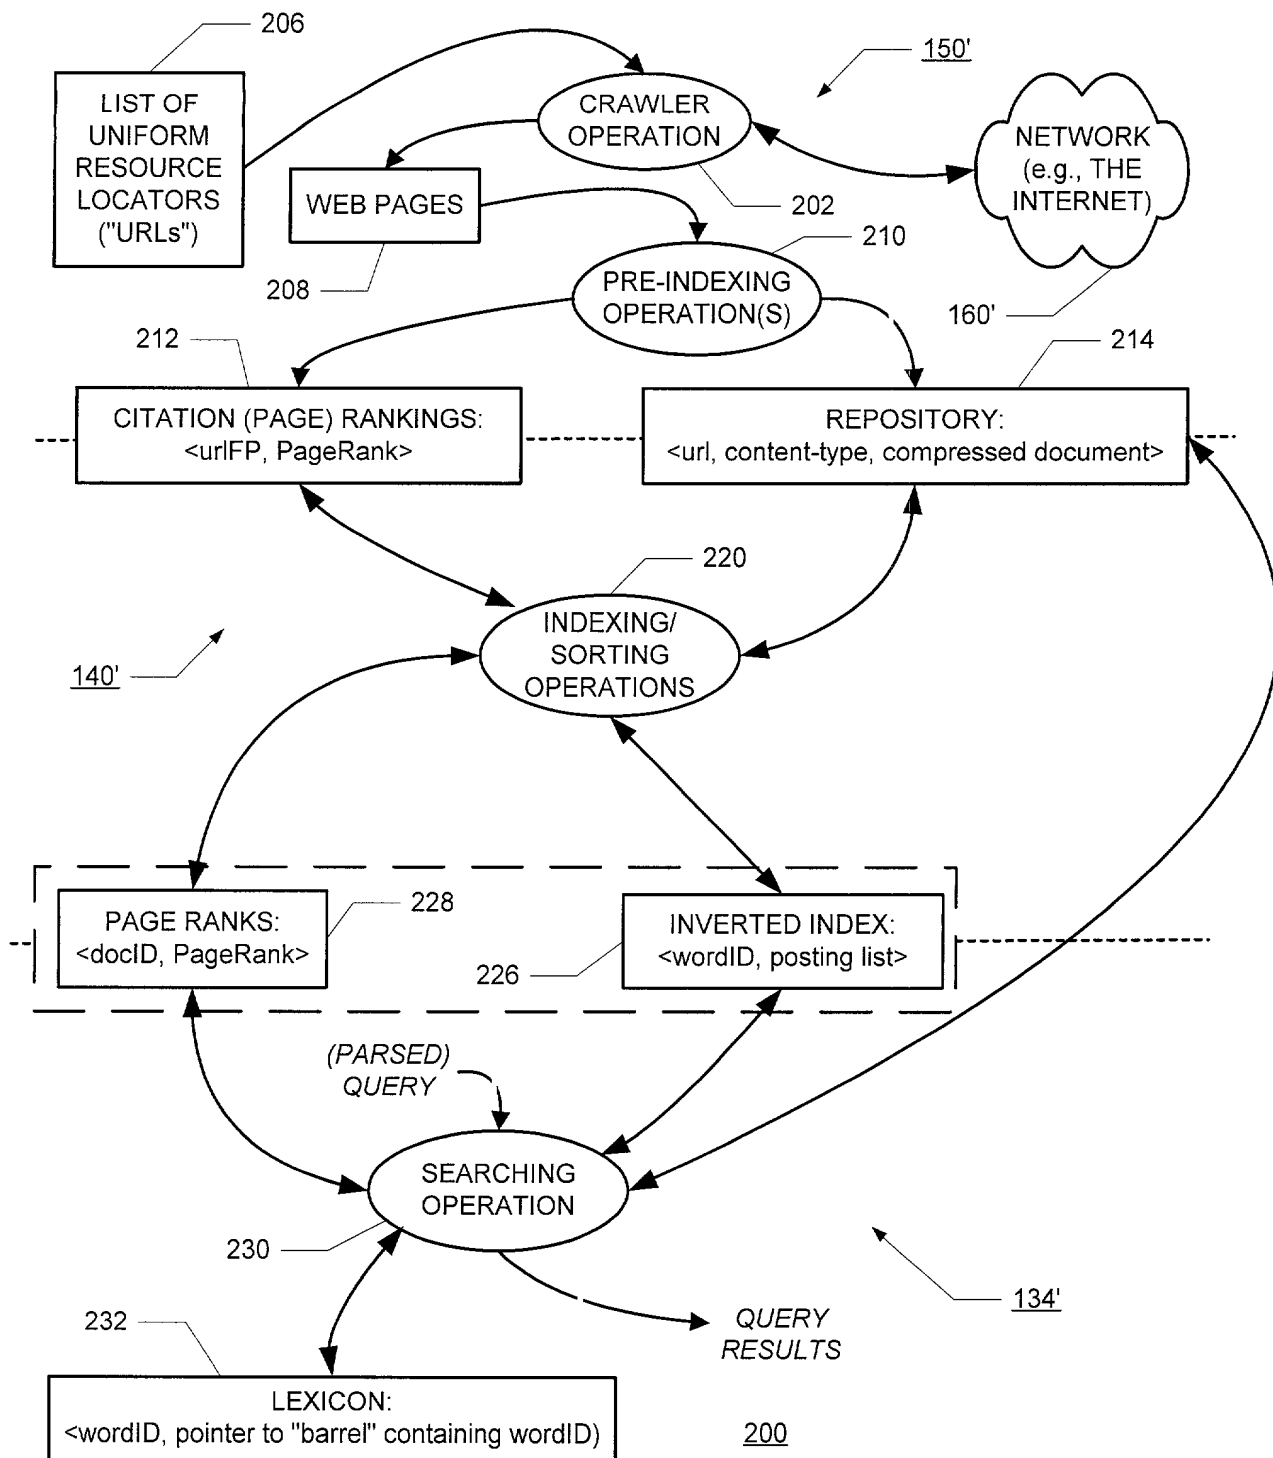 206
150'
LIST OF
UNIFORM
RESOURCE
LOCATORS
("URLs")
CRAWLER
OPERATION
NETWORK
(e.g., THE
INTERNET)
WEB PAGES
202
210
208
PRE-INDEXING
OPERATION(S)
160'
212
214
CITATION (PAGE) RANKINGS:
<urlFP, PageRank>
REPOSITORY:
<url, content-type, compressed document>
220
INDEXING/
SORTING
OPERATIONS
140'
PAGE RANKS:
<docID, PageRank>
228
INVERTED INDEX:
<wordID, posting list>
226
(PARSED)
QUERY
SEARCHING
OPERATION
230
134'
232
QUERY
RESULTS
LEXICON:
<wordID, pointer to "barrel" containing wordID)
200